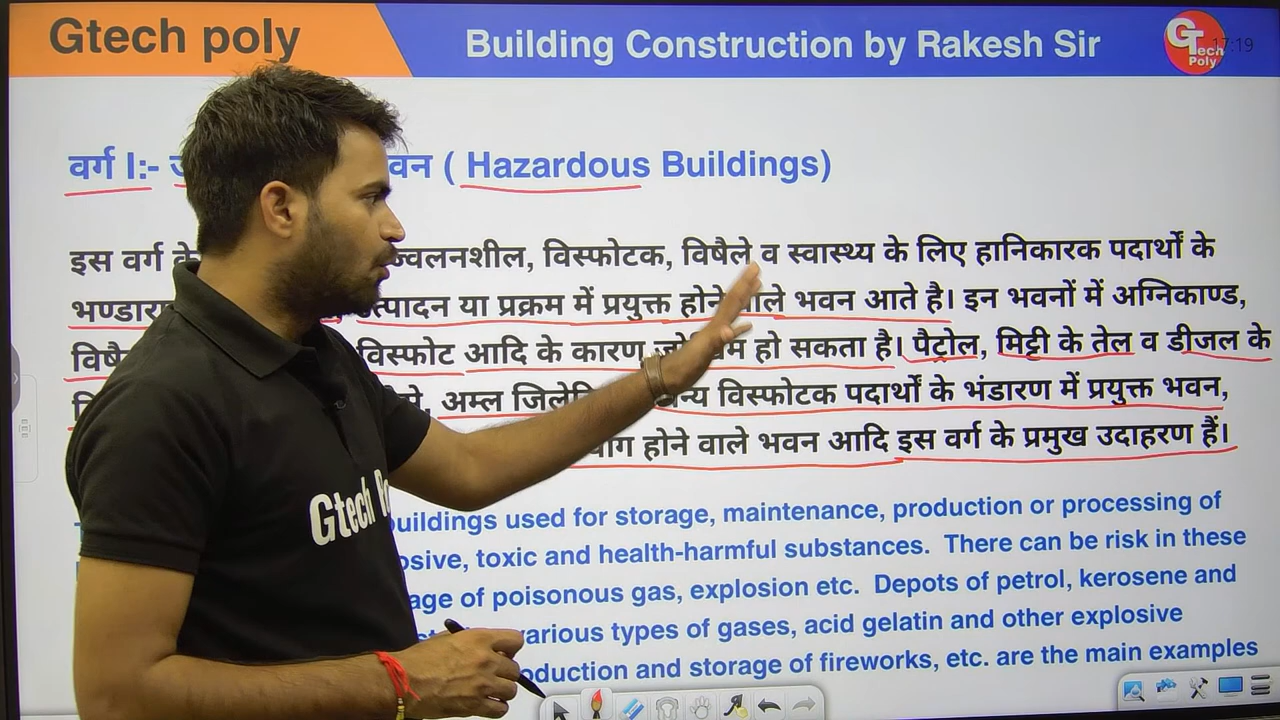 Gtech poly
Building Construction by Rakesh Sir
GTech Poly
17:19
वर्ग I:- वन ( Hazardous Buildings)
इस वर्ग के ज्वलनशील, विस्फोटक, विषैले व स्वास्थ्य के लिए हानिकारक पदार्थों के
उत्पादन या प्रक्रम में प्रयुक्त होने वाले भवन आते है। इन भवनों में अग्निकाण्ड,
विस्फोट आदि के कारण जोखिम हो सकता है। पैट्रोल, मिट्टी के तेल व डीजल के
अम्ल अन्य विस्फोटक पदार्थों के भंडारण में प्रयुक्त भवन,
होने वाले भवन आदि इस वर्ग के प्रमुख उदाहरण हैं।
buildings used for storage, maintenance, production or processing of
toxic and health-harmful substances. There can be risk in these
of poisonous gas, explosion etc. Depots of petrol, kerosene and
various types of gases, acid gelatin and other explosive
and storage of fireworks, etc. are the main examples
Gtech